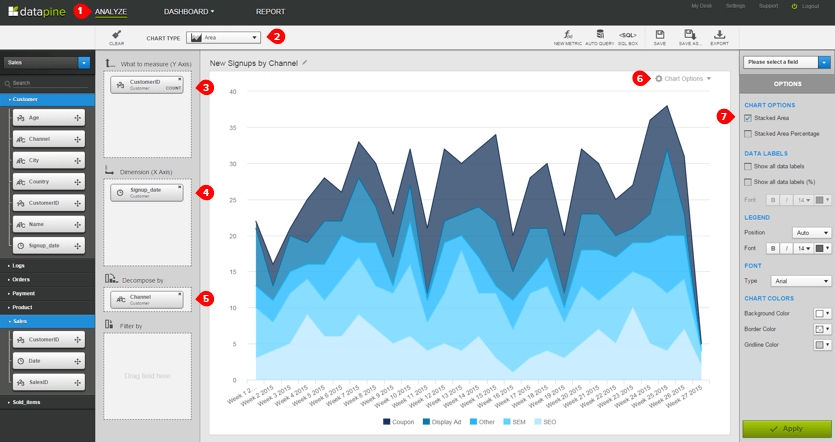 datapine
1 ANALYZE DASHBOARD REPORT
My Desk Settings Support Logout
CLEAR CHART TYPE Area 2
NEW METRIC AUTO QUERY SQL BOX SAVE SAVE AS... EXPORT
<SQL>
Sales
Search
Customer
Age
Channel
City
Country
CustomerID
Name
Signup_date
Logs
Orders
Payment
Product
Sales
CustomerID
Date
SalesID
Sold_items
What to measure (Y Axis)
CustomerID
Customer COUNT
3
Dimension (X Axis)
Signup_date
Customer
4
Decompose by
Channel
Customer
5
Filter by
Drag field here
New Signups by Channel
6 Chart Options
40
35
30
25
20
15
10
5
0
Week 1 2...
Week 2 2015
Week 3 2015
Week 4 2015
Week 5 2015
Week 6 2015
Week 7 2015
Week 8 2015
Week 9 2015
Week 10 2015
Week 11 2015
Week 12 2015
Week 13 2015
Week 14 2015
Week 15 2015
Week 16 2015
Week 17 2015
Week 18 2015
Week 19 2015
Week 20 2015
Week 21 2015
Week 22 2015
Week 23 2015
Week 24 2015
Week 25 2015
Week 26 2015
Week 27 2015
Coupon Display Ad Other SEM SEO
Please select a field
OPTIONS
CHART OPTIONS
7 Stacked Area
Stacked Area Percentage
DATA LABELS
Show all data labels
Show all data labels (%)
Font B I 14
LEGEND
Position Auto
Font B I 14
FONT
Type Arial
CHART COLORS
Background Color
Border Color
Gridline Color
Apply